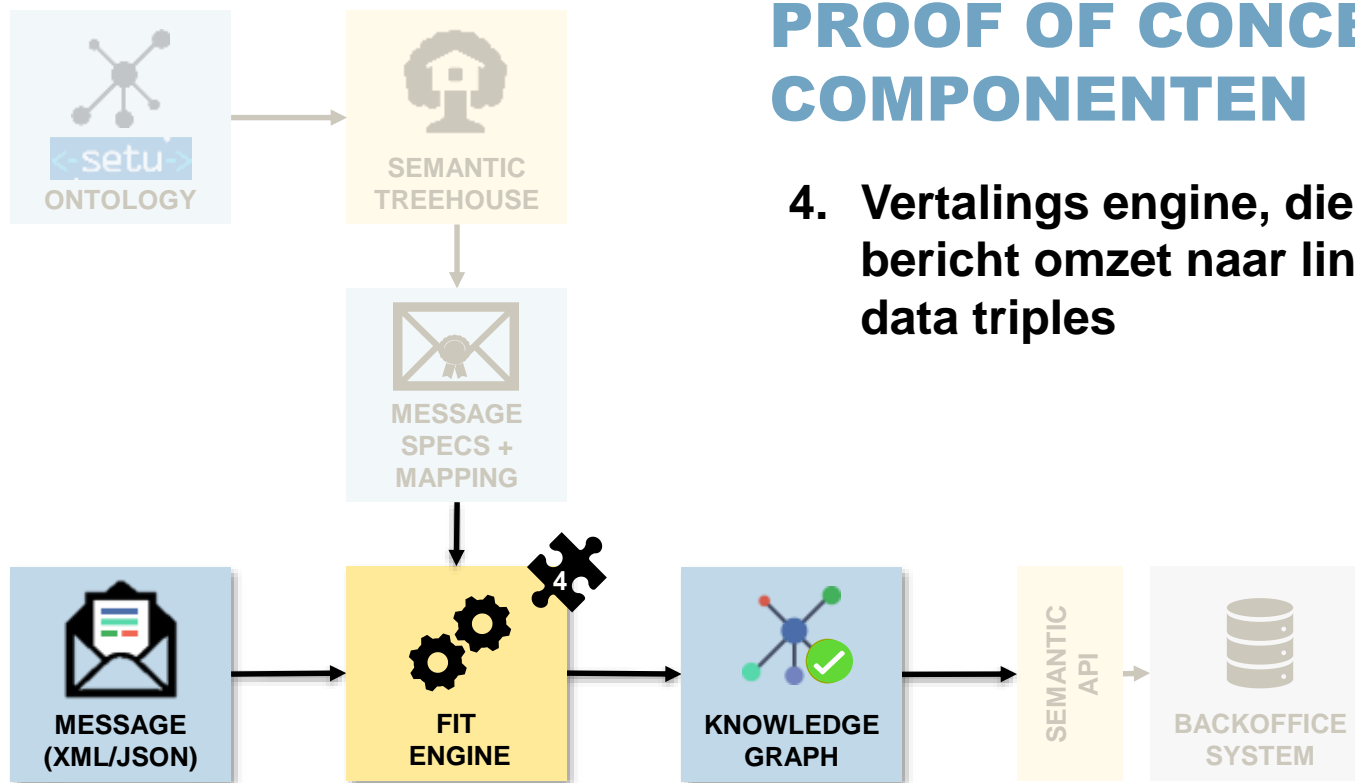 PROOF OF CONCE
COMPONENTEN
4. Vertalings engine, die
bericht omzet naar lin
data triples
<-setu->
ONTOLOGY
SEMANTIC
TREEHOUSE
MESSAGE
SPECS +
MAPPING
4
MESSAGE
(XML/JSON)
FIT
ENGINE
KNOWLEDGE
GRAPH
SEMANTIC
API
BACKOFFICE
SYSTEM